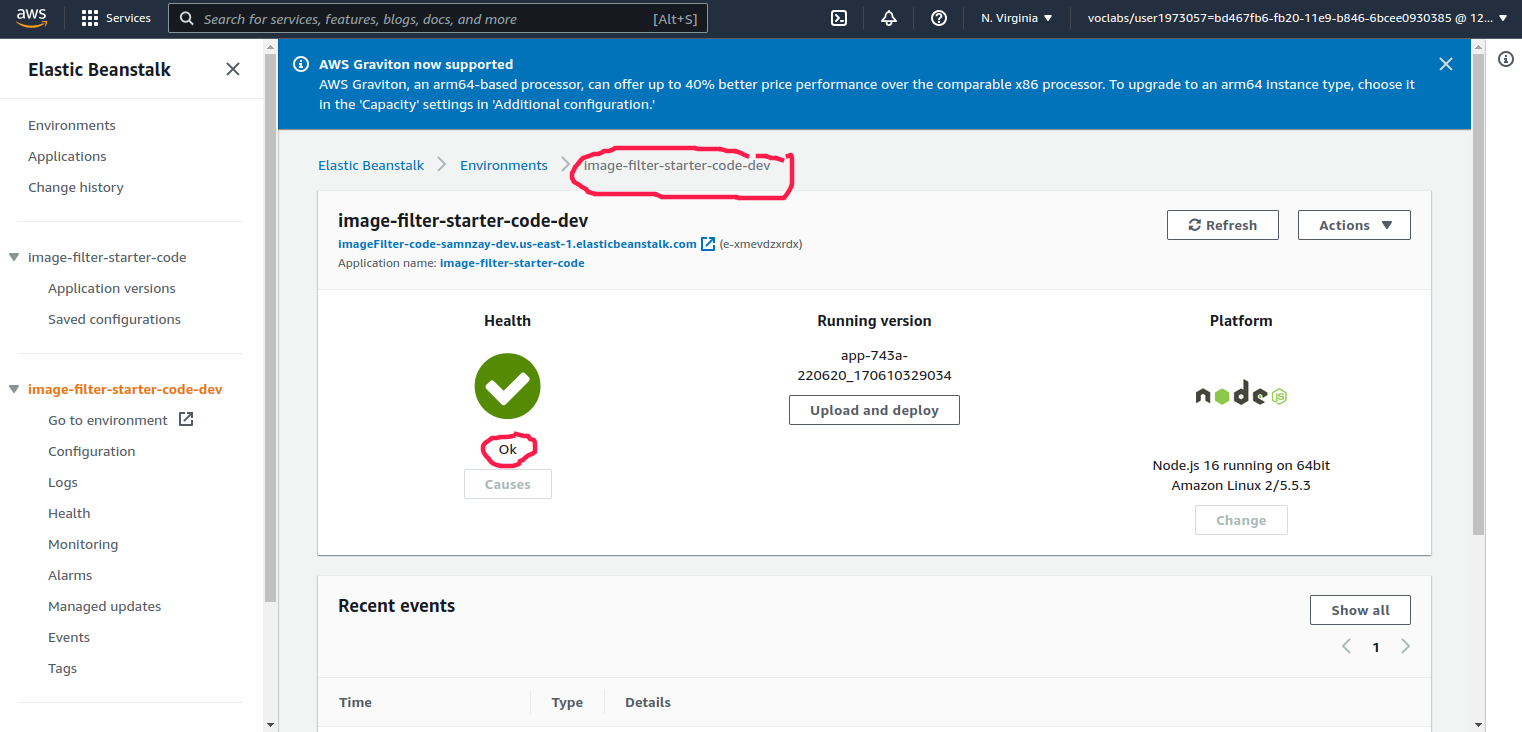 aws
Services
Search for services, features, blogs, docs, and more
[Alt+S]
N. Virginia
voclabs/user1973057=bd467fb6-fb20-11e9-b846-6bcee0930385 @ 12...
Elastic Beanstalk
Environments
Applications
Change history
image-filter-starter-code
Application versions
Saved configurations
image-filter-starter-code-dev
Go to environment
Configuration
Logs
Health
Monitoring
Alarms
Managed updates
Events
Tags
AWS Graviton now supported
AWS Graviton, an arm64-based processor, can offer up to 40% better price performance over the comparable x86 processor. To upgrade to an arm64 instance type, choose it
in the 'Capacity' settings in 'Additional configuration.'
Elastic Beanstalk
Environments
image-filter-starter-code-dev
image-filter-starter-code-dev
imageFilter-code-samnzay-dev.us-east-1.elasticbeanstalk.com (e-xmevdzxrdx)
Application name: image-filter-starter-code
Refresh
Actions
Health
Ok
Causes
Running version
app-743a-
220620_170610329034
Upload and deploy
Platform
node
JS
Node.js 16 running on 64bit
Amazon Linux 2/5.5.3
Change
Recent events
Show all
1
Time
Type
Details